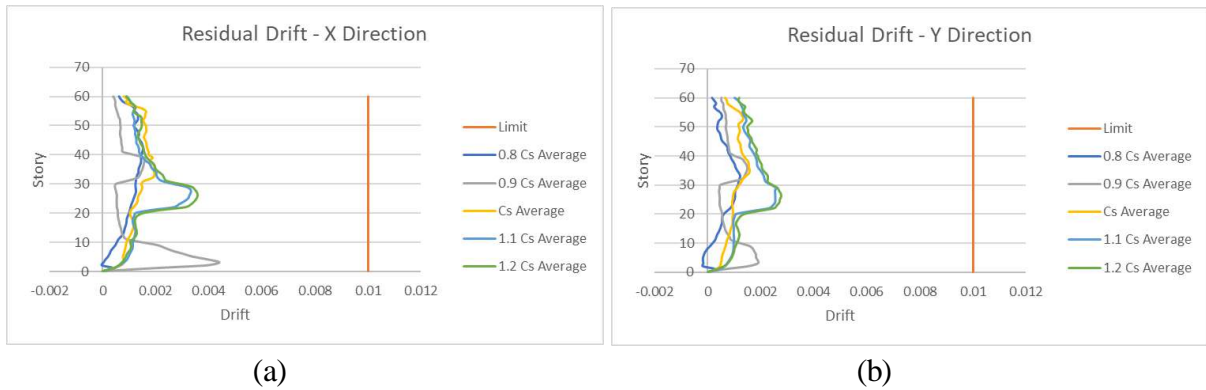 Residual Drift - X Direction
70
60
50
40
30
20
10
0
Story
-0.002 0 0.002 0.004 0.006 0.008 0.01 0.012
Drift
Limit
0.8 Cs Average
0.9 Cs Average
Cs Average
1.1 Cs Average
1.2 Cs Average
(a)
Residual Drift - Y Direction
70
60
50
40
30
20
10
0
Story
-0.002 0 0.002 0.004 0.006 0.008 0.01 0.012
Drift
Limit
0.8 Cs Average
0.9 Cs Average
Cs Average
1.1 Cs Average
1.2 Cs Average
(b)